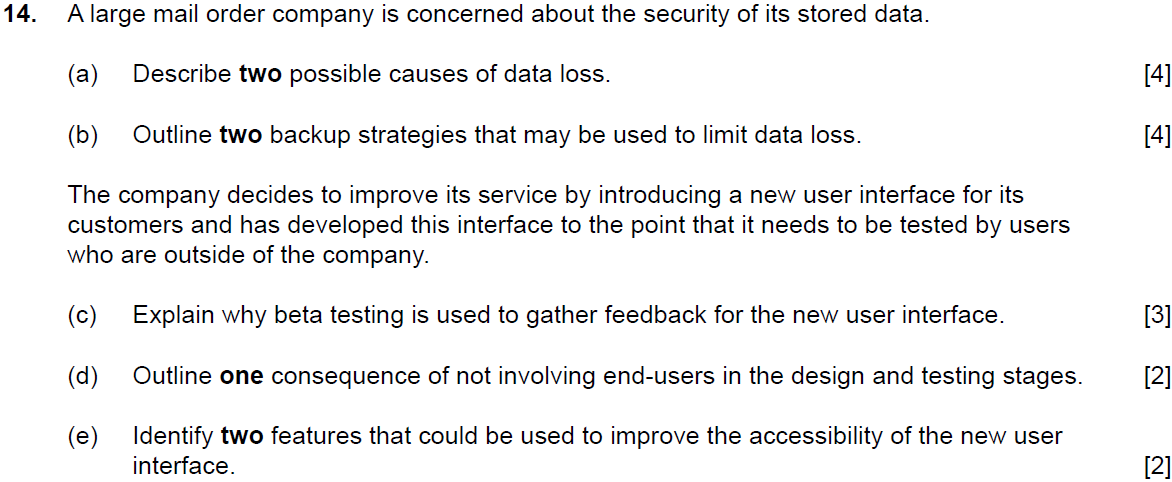 14. A large mail order company is concerned about the security of its stored data.
(a) Describe two possible causes of data loss. [4]
(b) Outline two backup strategies that may be used to limit data loss. [4]
The company decides to improve its service by introducing a new user interface for its
customers and has developed this interface to the point that it needs to be tested by users
who are outside of the company.
(c) Explain why beta testing is used to gather feedback for the new user interface. [3]
(d) Outline one consequence of not involving end-users in the design and testing stages. [2]
(e) Identify two features that could be used to improve the accessibility of the new user
interface. [2]